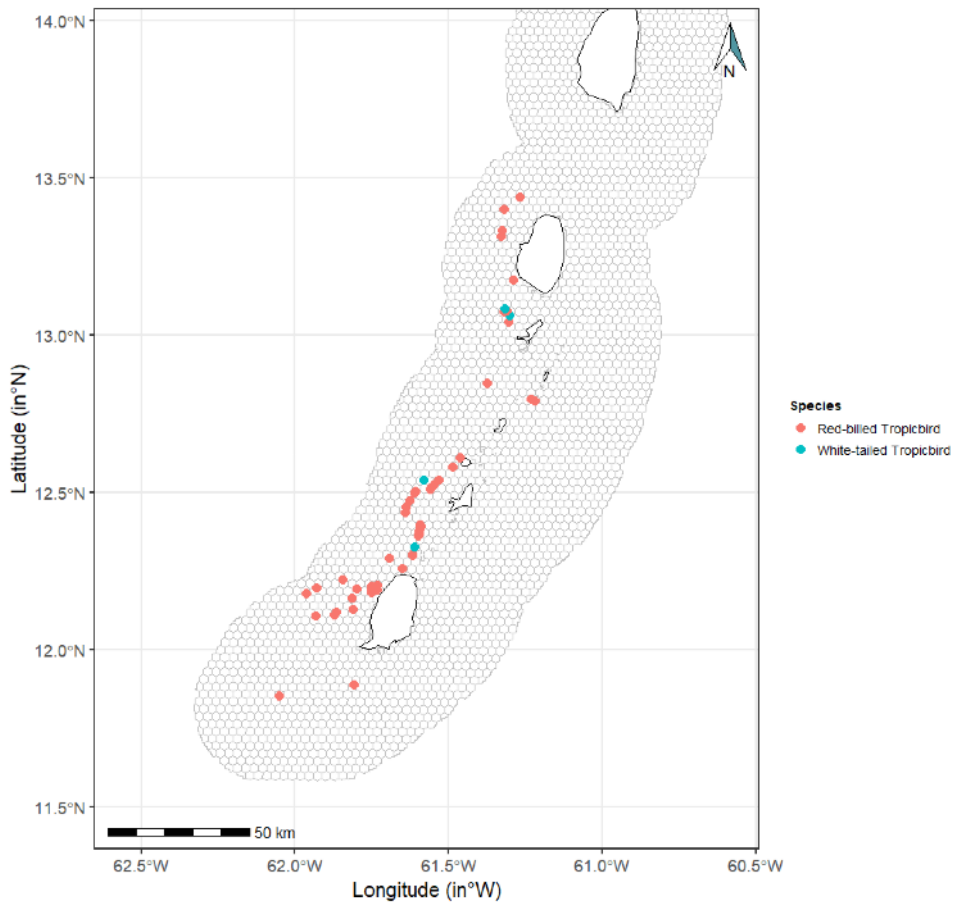 14.0°N
13.5°N
13.0°N
12.5°N
12.0°N
11.5°N
Latitude (in°N)
N
50 km
62.5°W 62.0°W 61.5°W 61.0°W 60.5°W
Longitude (in°W)
Species
Red-billed Tropicbird
White-tailed Tropicbird